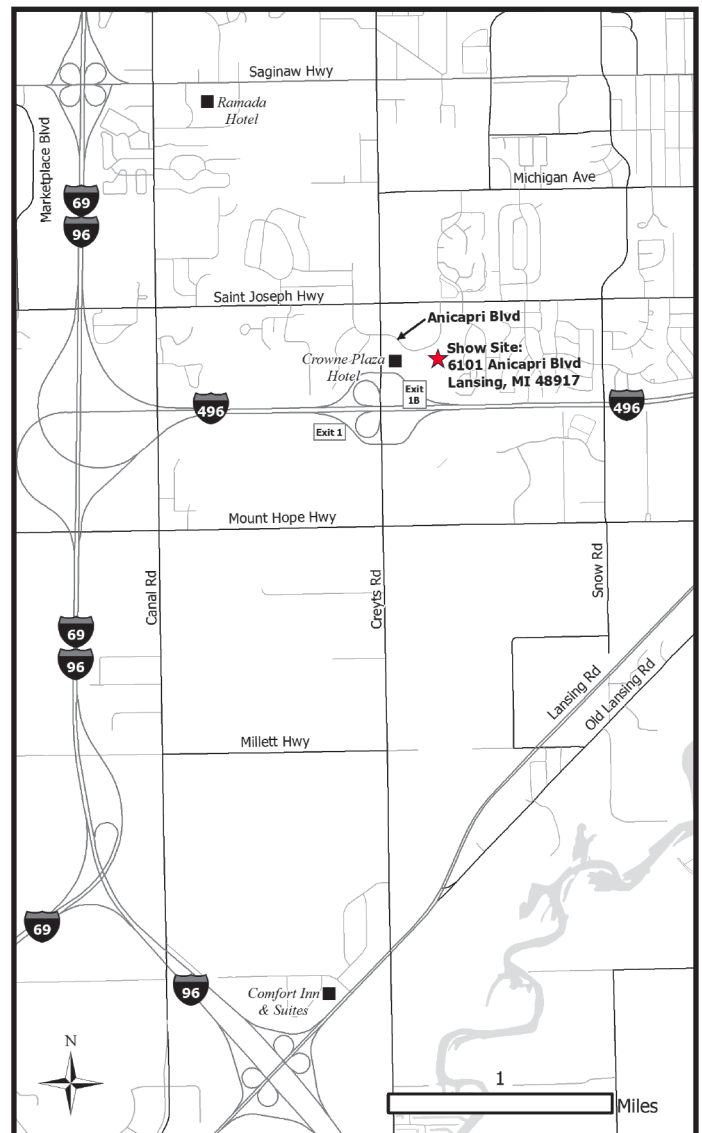 Saginaw Hwy
Ramada
Hotel
Marketplace Blvd
Michigan Ave
69
96
Saint Joseph Hwy
Anicapri Blvd
Show Site:
6101 Anicapri Blvd
Lansing, MI 48917
Crowne Plaza
Hotel
Exit
1B
496
496
Exit 1
Mount Hope Hwy
Canal Rd
Creyts Rd
Snow Rd
69
96
Lansing Rd
Old Lansing Rd
Millett Hwy
69
96
Comfort Inn
& Suites
N
1
Miles